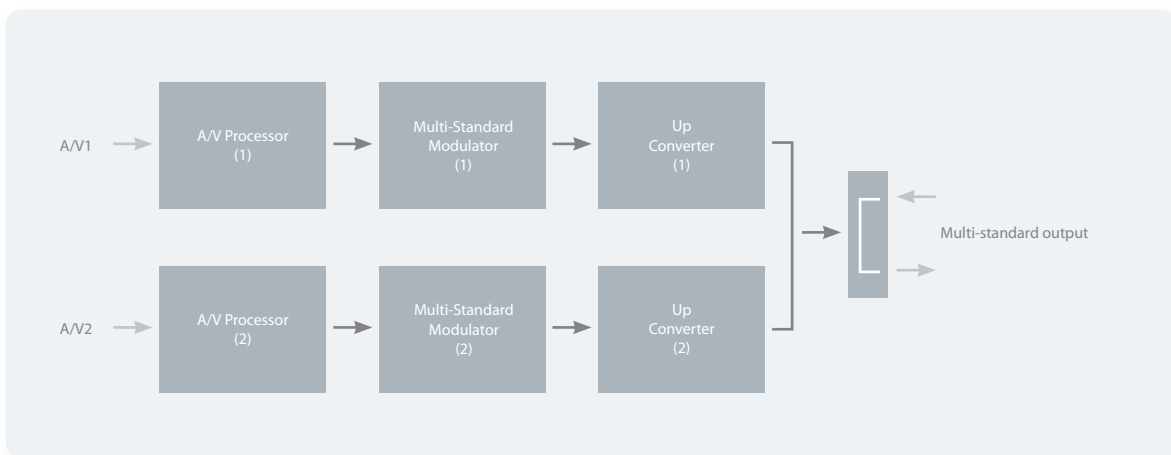 A/V1
A/V Processor
(1)
Multi-Standard
Modulator
(1)
Up
Converter
(1)
Multi-standard output
A/V2
A/V Processor
(2)
Multi-Standard
Modulator
(2)
Up
Converter
(2)